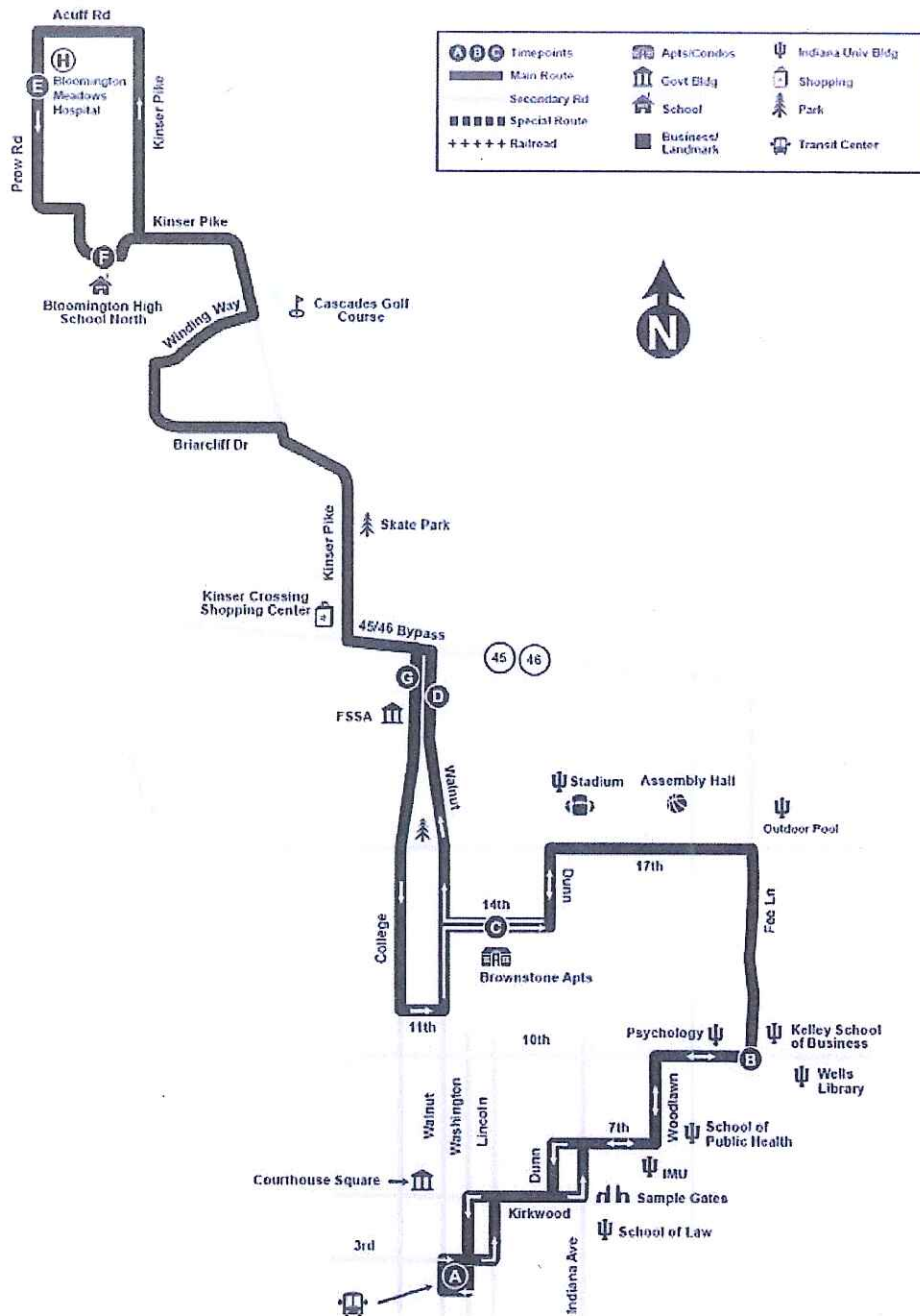 Acuff Rd
H
E
Bloomington
Meadows
Hospital
Prow Rd
Kinser Pike
A B C Timepoints
Main Route
Secondary Rd
Special Route
Railroad
Apts/Condos
Govt Bldg
School
Business/
Landmark
Indiana Univ Bldg
Shopping
Park
Transit Center
Kinser Pike
F
Bloomington High
School North
Winding Way
Cascades Golf
Course
N
Briarcliff Dr
Kinser Pike
Skate Park
Kinser Crossing
Shopping Center
45/46 Bypass
45 46
G
D
FSSA
Walnut
Stadium
Assembly Hall
Outdoor Pool
17th
Dunn
14th
C
Fee Ln
College
Brownstone Apts
11th
10th
Psychology
Kelley School
of Business
B
Wells
Library
Walnut
Washington
Lincoln
Woodlawn
7th
School of
Public Health
Dunn
IMU
Courthouse Square
Sample Gates
Kirkwood
School of Law
3rd
A
Indiana Ave